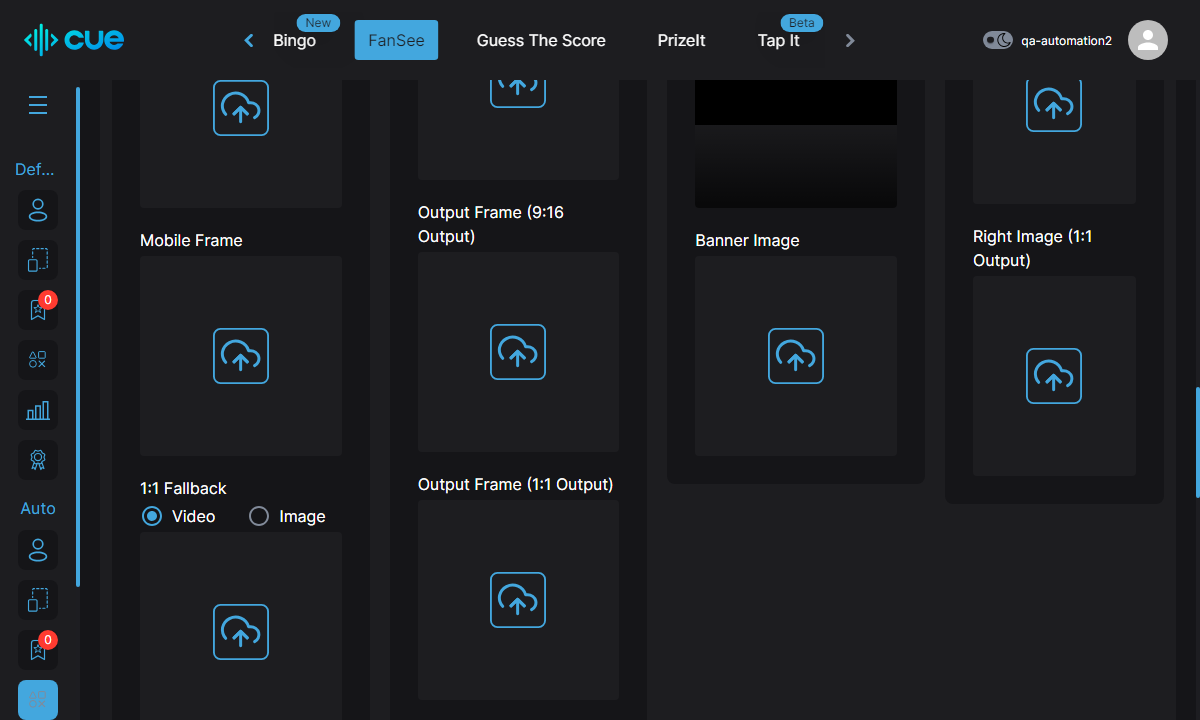 cue
New
Bingo
FanSee
Guess The Score
PrizeIt
Beta
Tap It
qa-automation2
Def...
0
Auto
0
Mobile Frame
1:1 Fallback
Video
Image
Output Frame (9:16
Output)
Output Frame (1:1 Output)
Banner Image
Right Image (1:1
Output)